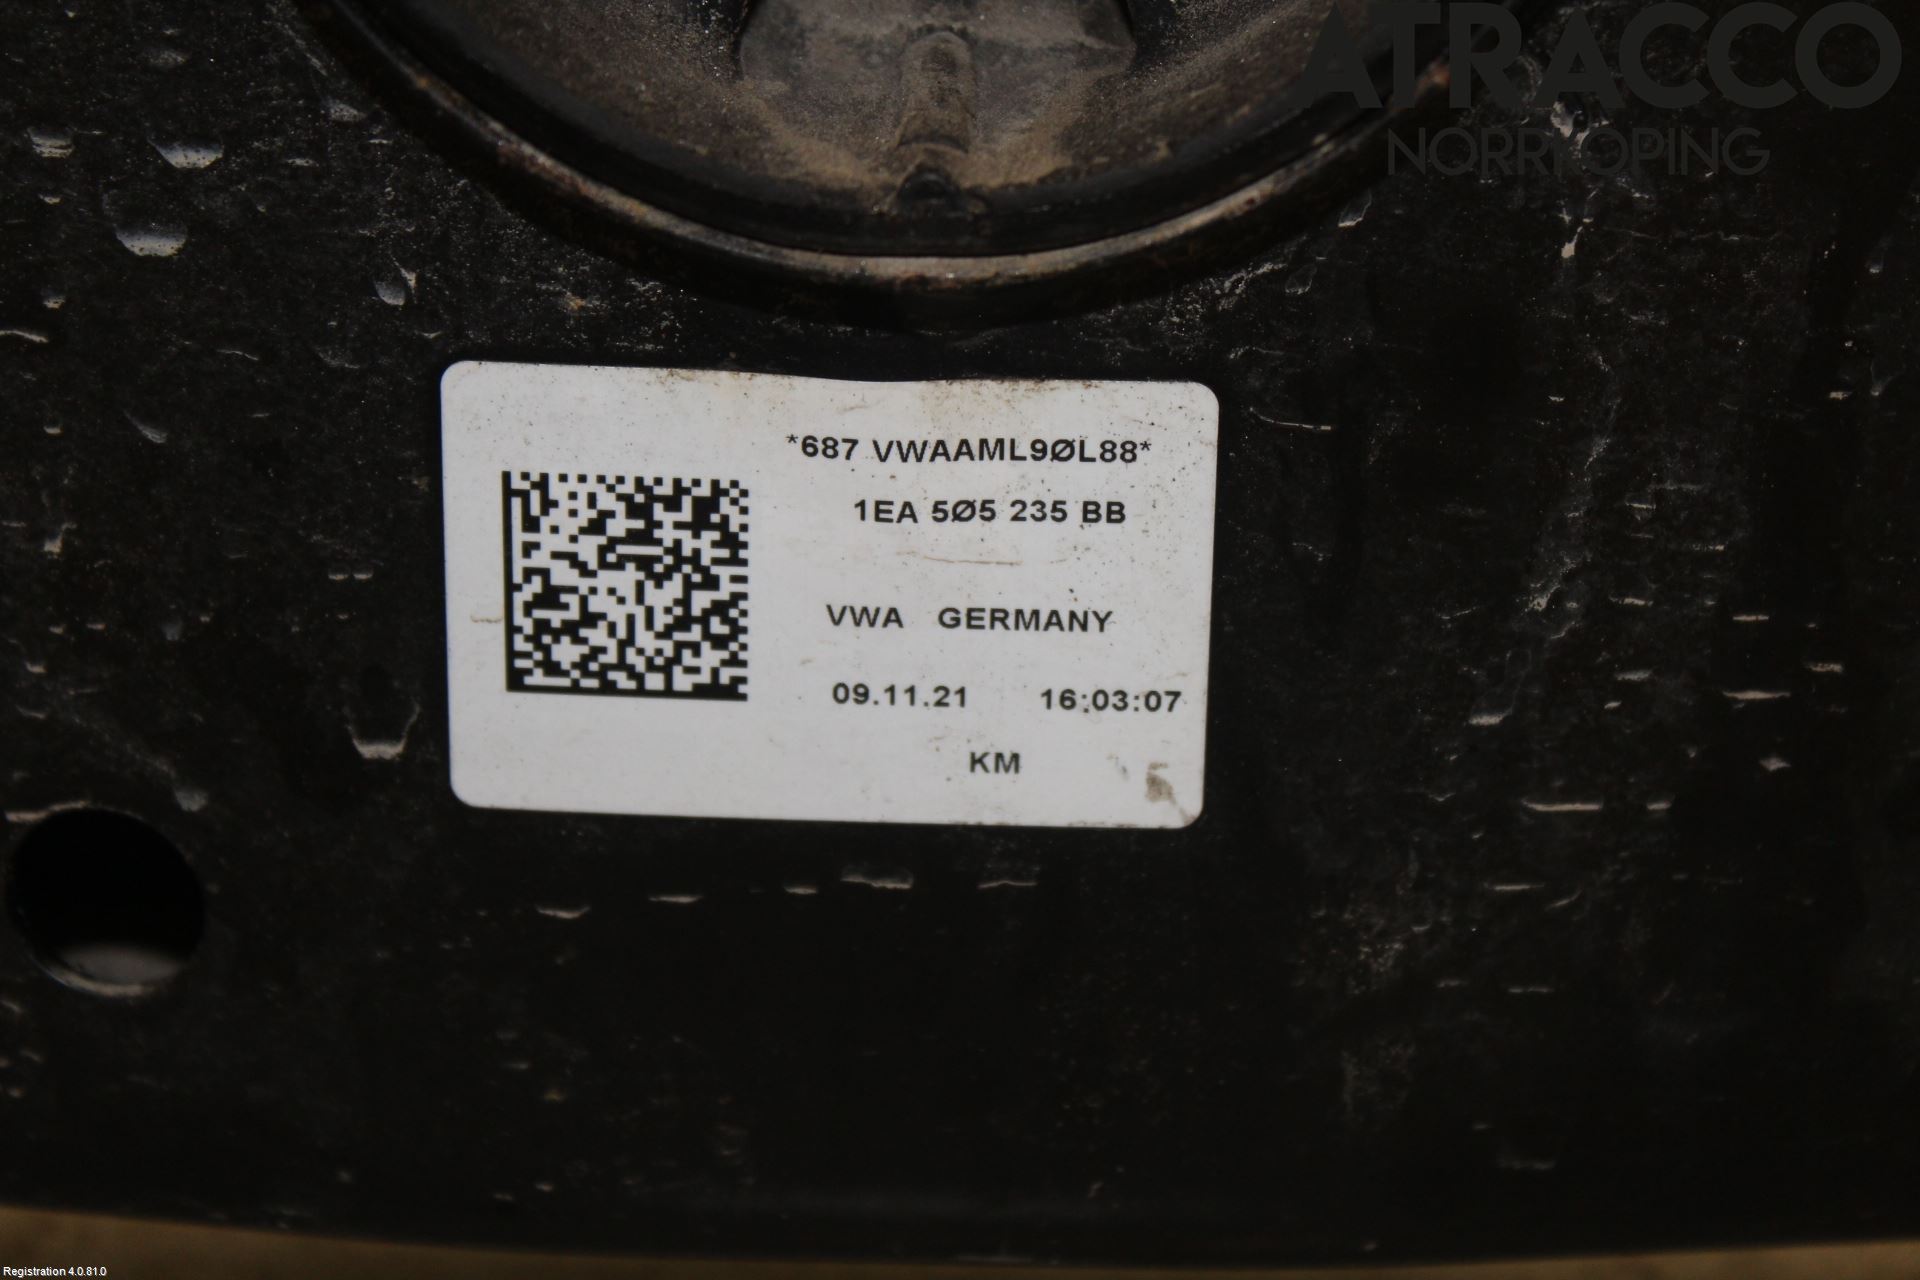 ATRACCO
NORRKÖPING
*687 VWAAML9ØL88*
1EA 5Ø5 235 BB
VWA GERMANY
09.11.21 16:03:07
KM
Registration 4.0.81.0